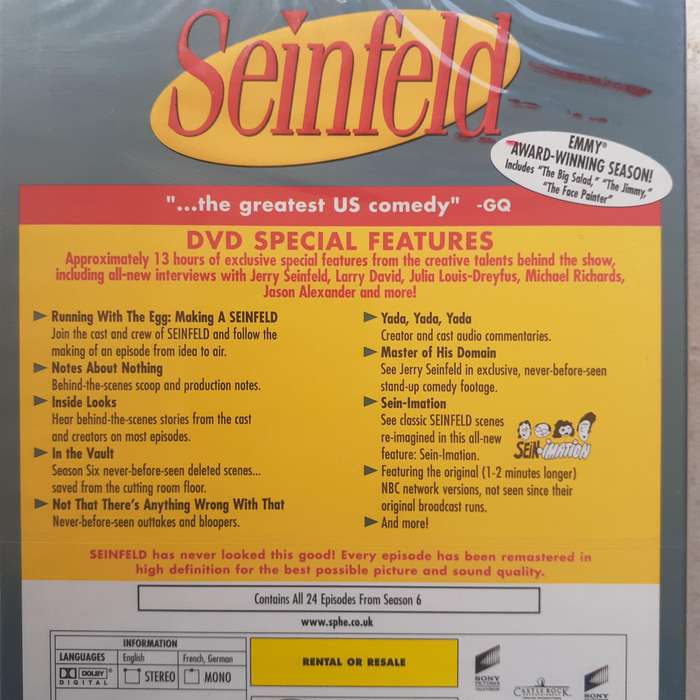 Seinfeld
EMMY®
AWARD-WINNING SEASON!
Includes "The Big Salad," "The Jimmy,"
"The Face Painter"
"...the greatest US comedy" -GQ
DVD SPECIAL FEATURES
Approximately 13 hours of exclusive special features from the creative talents behind the show,
including all-new interviews with Jerry Seinfeld, Larry David, Julia Louis-Dreyfus, Michael Richards,
Jason Alexander and more!
Running With The Egg: Making A SEINFELD
Join the cast and crew of SEINFELD and follow the
making of an episode from idea to air.
Notes About Nothing
Behind-the-scenes scoop and production notes.
Inside Looks
Hear behind-the-scenes stories from the cast
and creators on most episodes.
In the Vault
Season Six never-before-seen deleted scenes...
saved from the cutting room floor.
Not That There's Anything Wrong With That
Never-before-seen outtakes and bloopers.
Yada, Yada, Yada
Creator and cast audio commentaries.
Master of His Domain
See Jerry Seinfeld in exclusive, never-before-seen
stand-up comedy footage.
Sein-Imation
See classic SEINFELD scenes
re-imagined in this all-new
feature: Sein-Imation.
SEIN-IMATION
Featuring the original (1-2 minutes longer)
NBC network versions, not seen since their
original broadcast runs.
And more!
SEINFELD has never looked this good! Every episode has been remastered in
high definition for the best possible picture and sound quality.
Contains All 24 Episodes From Season 6
www.sphe.co.uk
INFORMATION
LANGUAGES English French, German
DOLBY DIGITAL STEREO MONO
RENTAL OR RESALE
SONY
PICTURES
TELEVISION
CASTLE ROCK
SONY